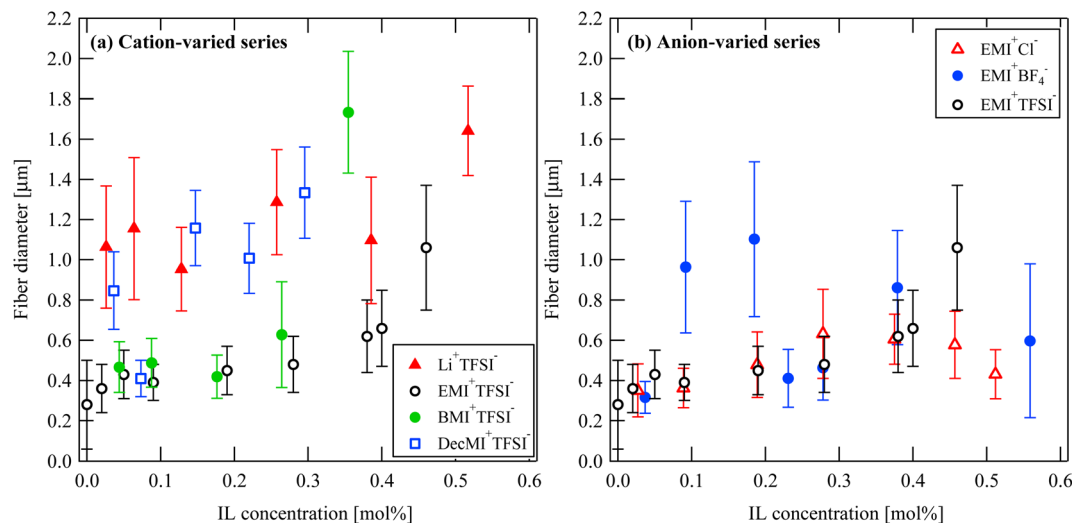 (a) Cation-varied series
Fiber diameter [µm]
2.2
2.0
1.8
1.6
1.4
1.2
1.0
0.8
0.6
0.4
0.2
0.0
Li⁺TFSI⁻
EMI⁺TFSI⁻
BMI⁺TFSI⁻
DecMI⁺TFSI⁻
0.0 0.1 0.2 0.3 0.4 0.5 0.6
IL concentration [mol%]
(b) Anion-varied series
Fiber diameter [µm]
2.2
2.0
1.8
1.6
1.4
1.2
1.0
0.8
0.6
0.4
0.2
0.0
EMI⁺Cl⁻
EMI⁺BF₄⁻
EMI⁺TFSI⁻
0.0 0.1 0.2 0.3 0.4 0.5 0.6
IL concentration [mol%]